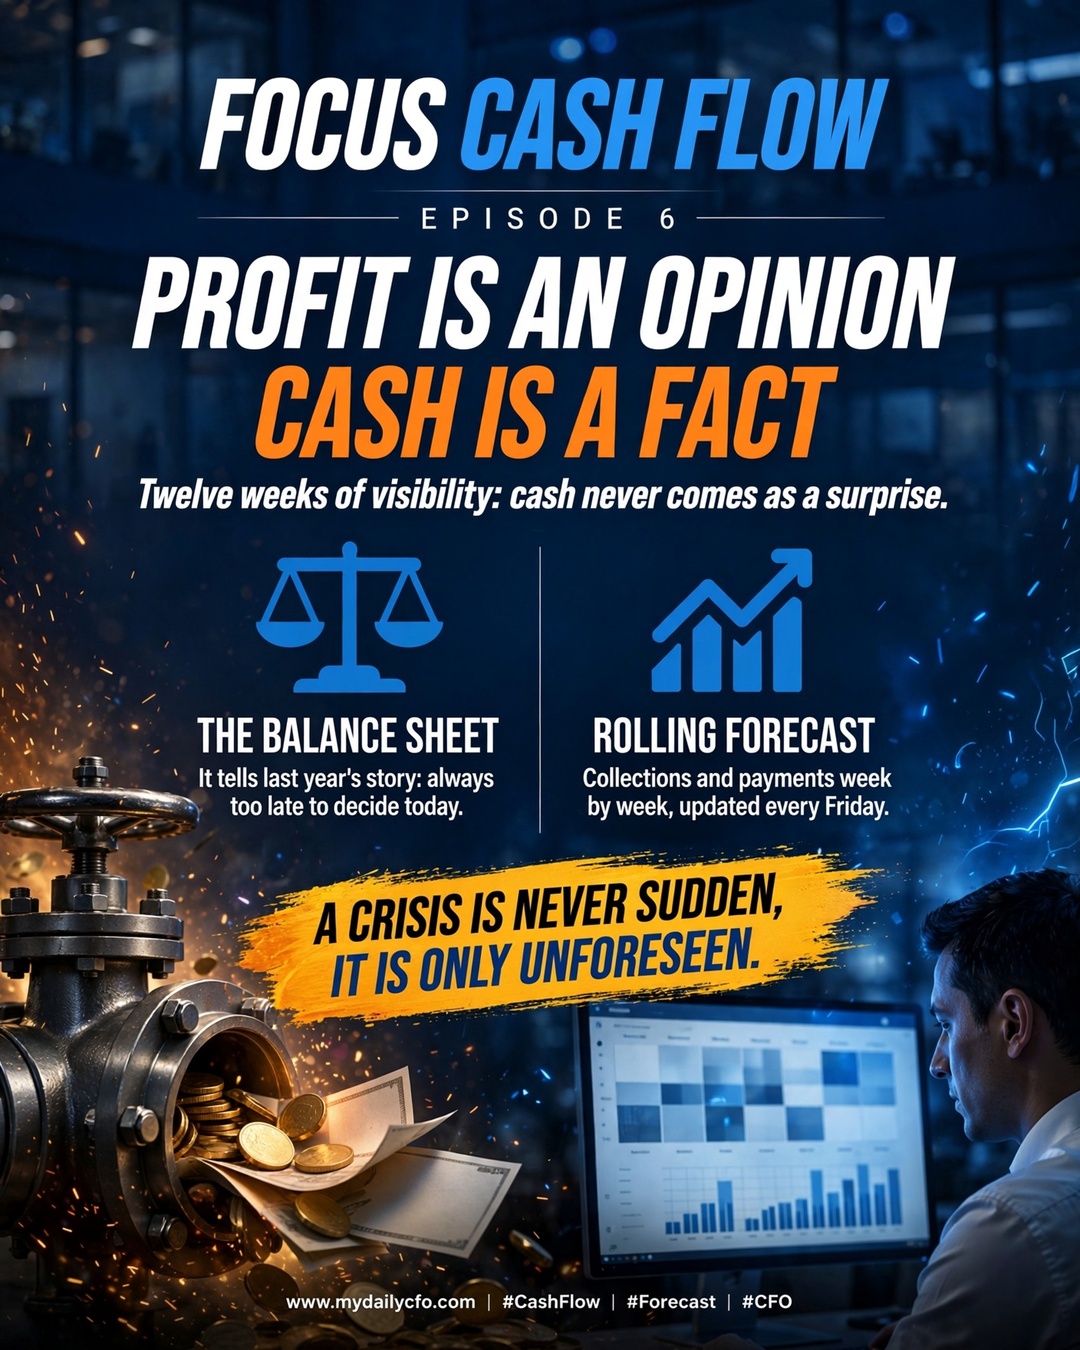 FOCUS CASH FLOW
EPISODE 6
PROFIT IS AN OPINION
CASH IS A FACT
Twelve weeks of visibility: cash never comes as a surprise.
THE BALANCE SHEET
It tells last year's story: always
too late to decide today.
ROLLING FORECAST
Collections and payments week
by week, updated every Friday.
A CRISIS IS NEVER SUDDEN,
IT IS ONLY UNFORESEEN.
www.mydailycfo.com | #CashFlow | #Forecast | #CFO